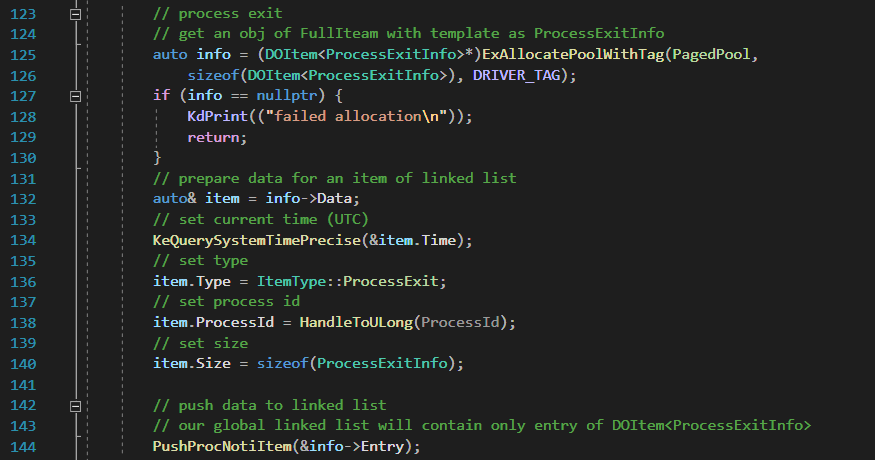 123 // process exit
124 // get an obj of FullIteam with template as ProcessExitInfo
125 auto info = (DOItem<ProcessExitInfo>*)ExAllocatePoolWithTag(PagedPool,
126 sizeof(DOItem<ProcessExitInfo>), DRIVER_TAG);
127 if (info == nullptr) {
128 KdPrint(("failed allocation\n"));
129 return;
130 }
131 // prepare data for an item of linked list
132 auto& item = info->Data;
133 // set current time (UTC)
134 KeQuerySystemTimePrecise(&item.Time);
135 // set type
136 item.Type = ItemType::ProcessExit;
137 // set process id
138 item.ProcessId = HandleToULong(ProcessId);
139 // set size
140 item.Size = sizeof(ProcessExitInfo);
141
142 // push data to linked list
143 // our global linked list will contain only entry of DOItem<ProcessExitInfo>
144 PushProcNotiItem(&info->Entry);